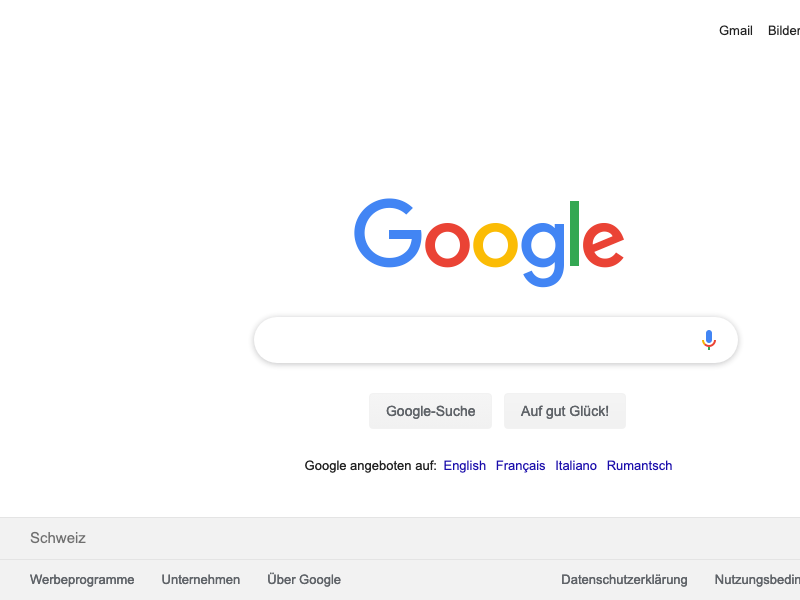 Gmail Bilder
Google
Google-Suche Auf gut Glück!
Google angeboten auf: English Français Italiano Rumantsch
Schweiz
Werbeprogramme Unternehmen Über Google Datenschutzerklärung Nutzungsbedin